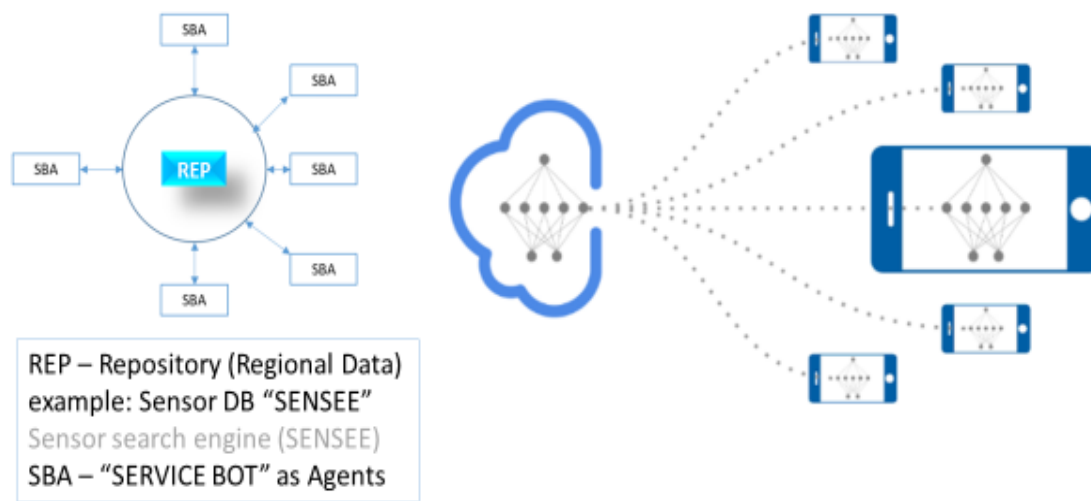 SBA
SBA
SBA
REP
SBA
SBA
SBA
SBA
REP – Repository (Regional Data)
example: Sensor DB “SENSEE”
Sensor search engine (SENSEE)
SBA – “SERVICE BOT” as Agents